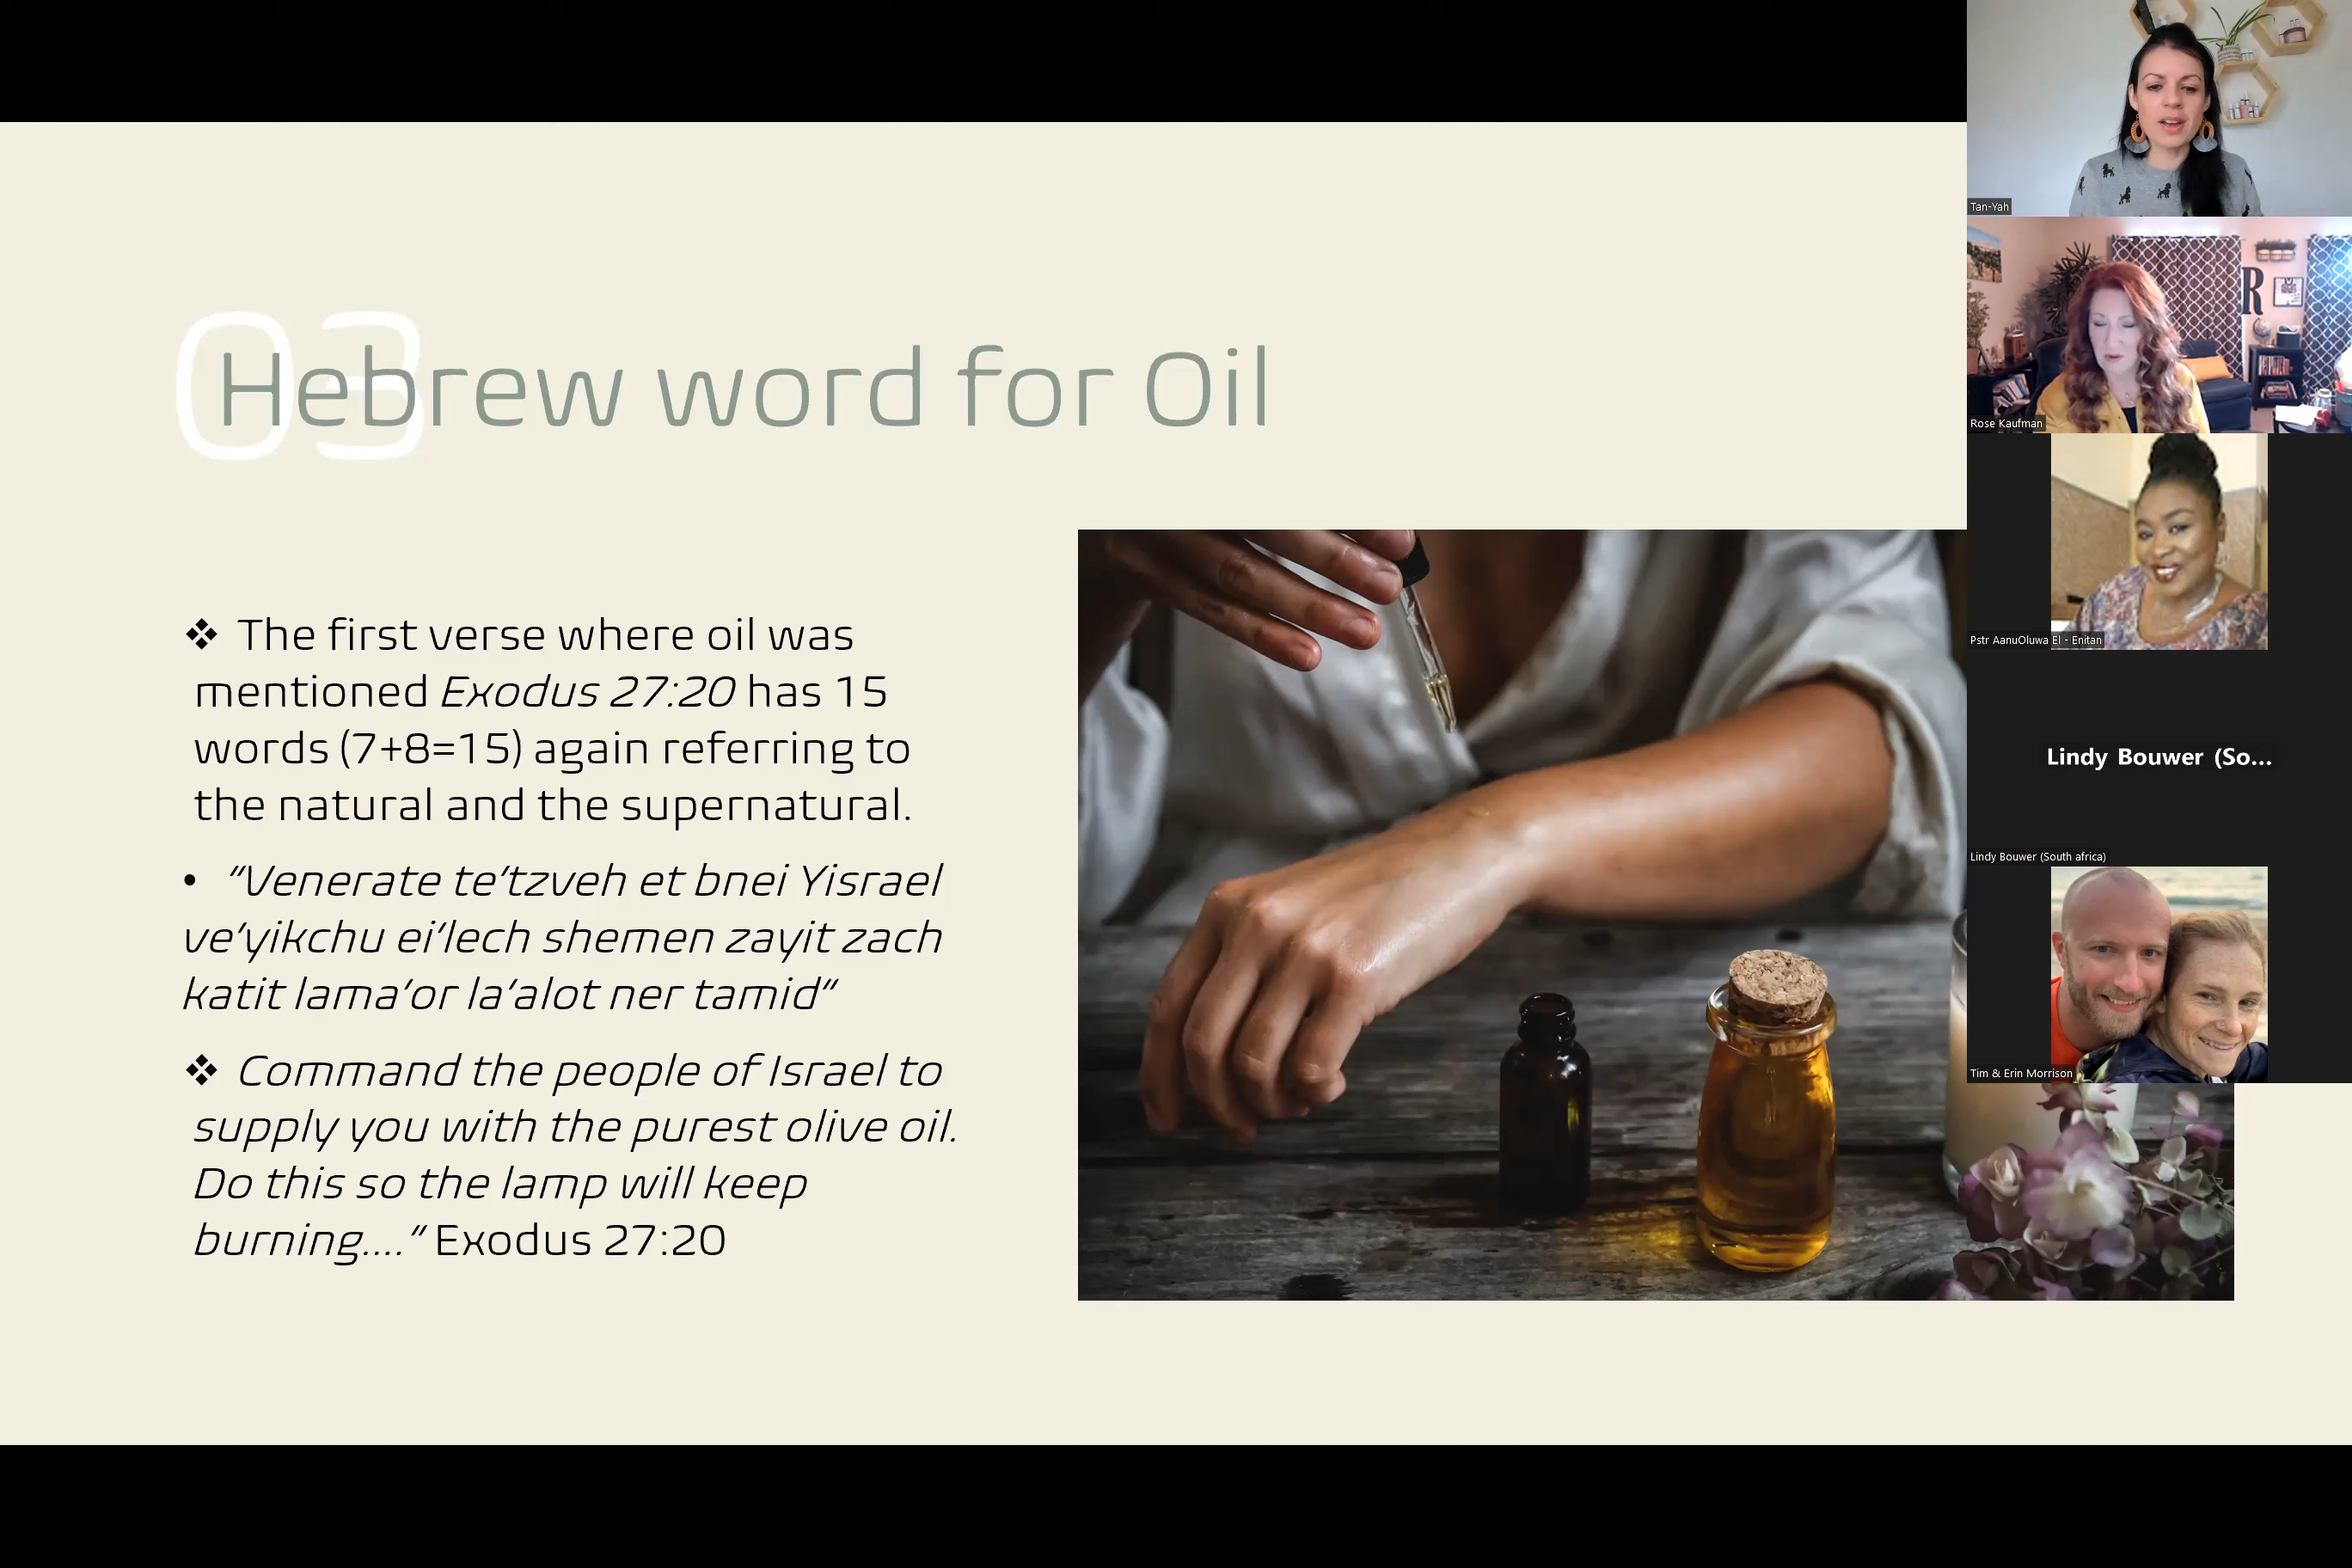 03
Hebrew word for Oil
❖ The first verse where oil was
mentioned Exodus 27:20 has 15
words (7+8=15) again referring to
the natural and the supernatural.
• “Venerate te’tzveh et bnei Yisrael
ve’yikchu ei’lech shemen zayit zach
katit lama’or la’alot ner tamid“
❖ Command the people of Israel to
supply you with the purest olive oil.
Do this so the lamp will keep
burning....” Exodus 27:20
Tan-Yah
R
Rose Kaufman
Pstr AanuOluwa El - Enitan
Lindy Bouwer (So...
Lindy Bouwer (South africa)
Tim & Erin Morrison